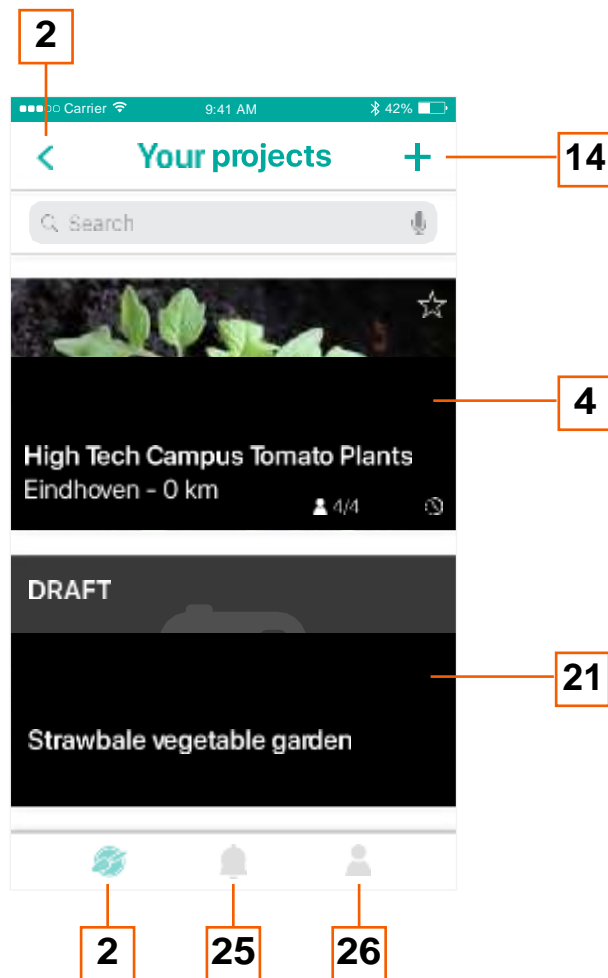 2
Carrier 9:41 AM 42%
Your projects
14
Search
4
High Tech Campus Tomato Plants
Eindhoven - 0 km
4/4
DRAFT
21
Strawbale vegetable garden
2 25 26